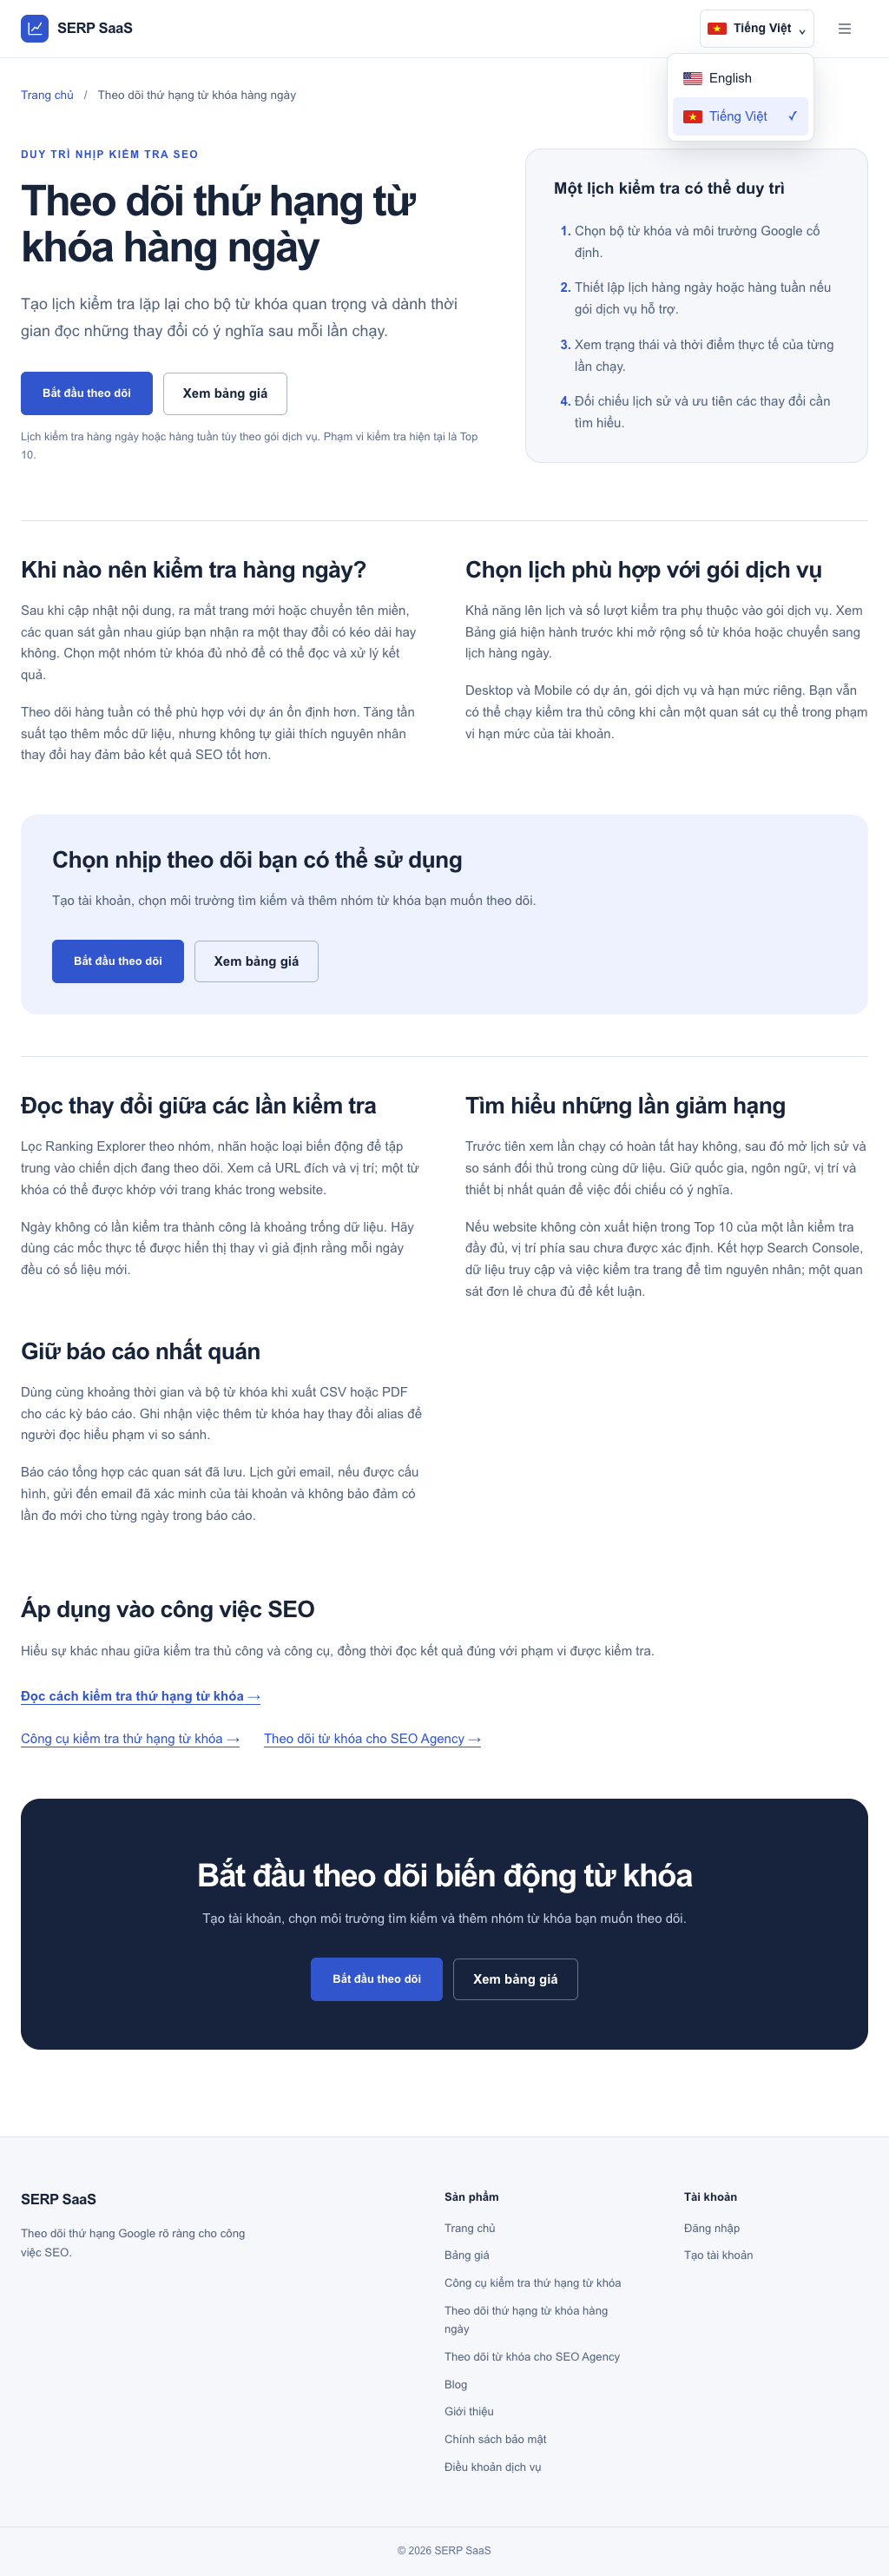 SERP SaaS
Tiếng Việt
English
Tiếng Việt ✓
Trang chủ / Theo dõi thứ hạng từ khóa hàng ngày
DUY TRÌ NHỊP KIỂM TRA SEO
Theo dõi thứ hạng từ
khóa hàng ngày
Tạo lịch kiểm tra lặp lại cho bộ từ khóa quan trọng và dành thời
gian đọc những thay đổi có ý nghĩa sau mỗi lần chạy.
Bắt đầu theo dõi
Xem bảng giá
Lịch kiểm tra hàng ngày hoặc hàng tuần tùy theo gói dịch vụ. Phạm vi kiểm tra hiện tại là Top
10.
Một lịch kiểm tra có thể duy trì
1. Chọn bộ từ khóa và môi trường Google cố
định.
2. Thiết lập lịch hàng ngày hoặc hàng tuần nếu
gói dịch vụ hỗ trợ.
3. Xem trạng thái và thời điểm thực tế của từng
lần chạy.
4. Đối chiếu lịch sử và ưu tiên các thay đổi cần
tìm hiểu.
Khi nào nên kiểm tra hàng ngày?
Sau khi cập nhật nội dung, ra mắt trang mới hoặc chuyển tên miền,
các quan sát gần nhau giúp bạn nhận ra một thay đổi có kéo dài hay
không. Chọn một nhóm từ khóa đủ nhỏ để có thể đọc và xử lý kết
quả.
Theo dõi hàng tuần có thể phù hợp với dự án ổn định hơn. Tăng tần
suất tạo thêm mốc dữ liệu, nhưng không tự giải thích nguyên nhân
thay đổi hay đảm bảo kết quả SEO tốt hơn.
Chọn lịch phù hợp với gói dịch vụ
Khả năng lên lịch và số lượt kiểm tra phụ thuộc vào gói dịch vụ. Xem
Bảng giá hiện hành trước khi mở rộng số từ khóa hoặc chuyển sang
lịch hàng ngày.
Desktop và Mobile có dự án, gói dịch vụ và hạn mức riêng. Bạn vẫn
có thể chạy kiểm tra thủ công khi cần một quan sát cụ thể trong phạm
vi hạn mức của tài khoản.
Chọn nhịp theo dõi bạn có thể sử dụng
Tạo tài khoản, chọn môi trường tìm kiếm và thêm nhóm từ khóa bạn muốn theo dõi.
Bắt đầu theo dõi
Xem bảng giá
Đọc thay đổi giữa các lần kiểm tra
Lọc Ranking Explorer theo nhóm, nhãn hoặc loại biến động để tập
trung vào chiến dịch đang theo dõi. Xem cả URL đích và vị trí; một từ
khóa có thể được khớp với trang khác trong website.
Ngày không có lần kiểm tra thành công là khoảng trống dữ liệu. Hãy
dùng các mốc thực tế được hiển thị thay vì giả định rằng mỗi ngày
đều có số liệu mới.
Tìm hiểu những lần giảm hạng
Trước tiên xem lần chạy có hoàn tất hay không, sau đó mở lịch sử và
so sánh đối thủ trong cùng dữ liệu. Giữ quốc gia, ngôn ngữ, vị trí và
thiết bị nhất quán để việc đối chiếu có ý nghĩa.
Nếu website không còn xuất hiện trong Top 10 của một lần kiểm tra
đầy đủ, vị trí phía sau chưa được xác định. Kết hợp Search Console,
dữ liệu truy cập và việc kiểm tra trang để tìm nguyên nhân; một quan
sát đơn lẻ chưa đủ để kết luận.
Giữ báo cáo nhất quán
Dùng cùng khoảng thời gian và bộ từ khóa khi xuất CSV hoặc PDF
cho các kỳ báo cáo. Ghi nhận việc thêm từ khóa hay thay đổi alias để
người đọc hiểu phạm vi so sánh.
Báo cáo tổng hợp các quan sát đã lưu. Lịch gửi email, nếu được cấu
hình, gửi đến email đã xác minh của tài khoản và không bảo đảm có
lần đo mới cho từng ngày trong báo cáo.
Áp dụng vào công việc SEO
Hiểu sự khác nhau giữa kiểm tra thủ công và công cụ, đồng thời đọc kết quả đúng với phạm vi được kiểm tra.
Đọc cách kiểm tra thứ hạng từ khóa →
Công cụ kiểm tra thứ hạng từ khóa → Theo dõi từ khóa cho SEO Agency →
Bắt đầu theo dõi biến động từ khóa
Tạo tài khoản, chọn môi trường tìm kiếm và thêm nhóm từ khóa bạn muốn theo dõi.
Bắt đầu theo dõi
Xem bảng giá
SERP SaaS
Theo dõi thứ hạng Google rõ ràng cho công
việc SEO.
Sản phẩm
Trang chủ
Bảng giá
Công cụ kiểm tra thứ hạng từ khóa
Theo dõi thứ hạng từ khóa hàng
ngày
Theo dõi từ khóa cho SEO Agency
Blog
Giới thiệu
Chính sách bảo mật
Điều khoản dịch vụ
Tài khoản
Đăng nhập
Tạo tài khoản
© 2026 SERP SaaS